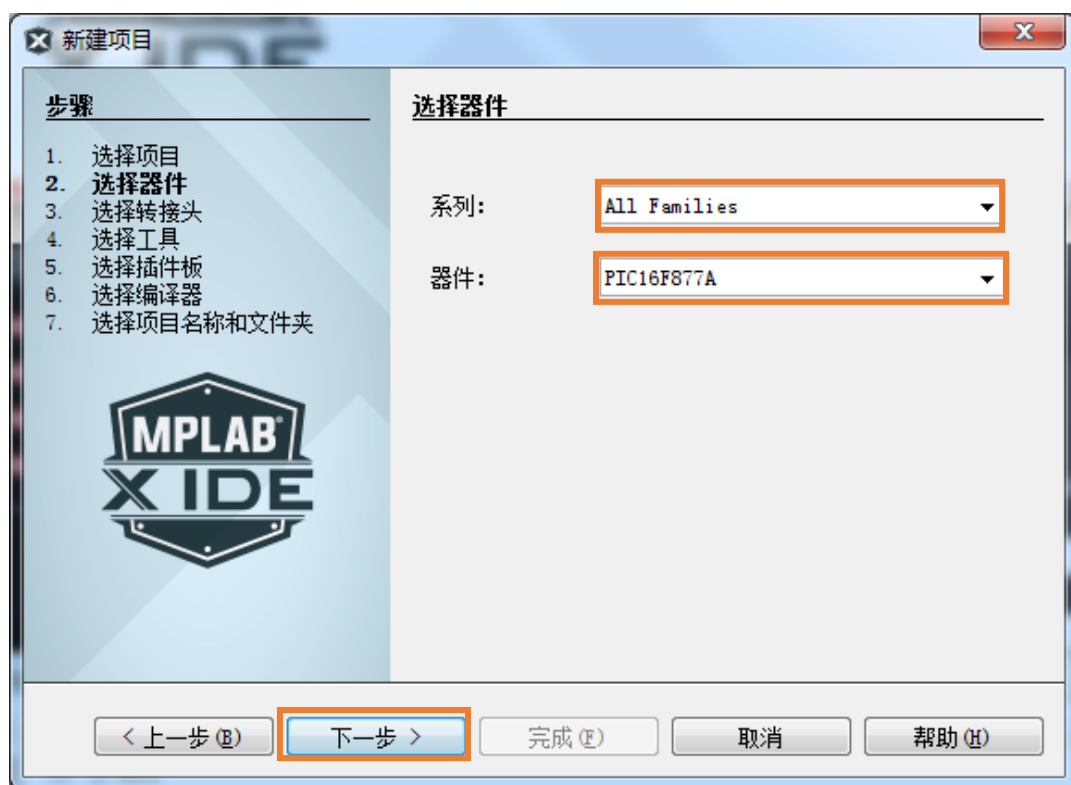 新建项目
步骤
1. 选择项目
2. 选择器件
3. 选择转接头
4. 选择工具
5. 选择插件板
6. 选择编译器
7. 选择项目名称和文件夹
MPLAB®
X IDE
选择器件
系列: All Families
器件: PIC16F877A
< 上一步(B) 下一步 > 完成(F) 取消 帮助(H)